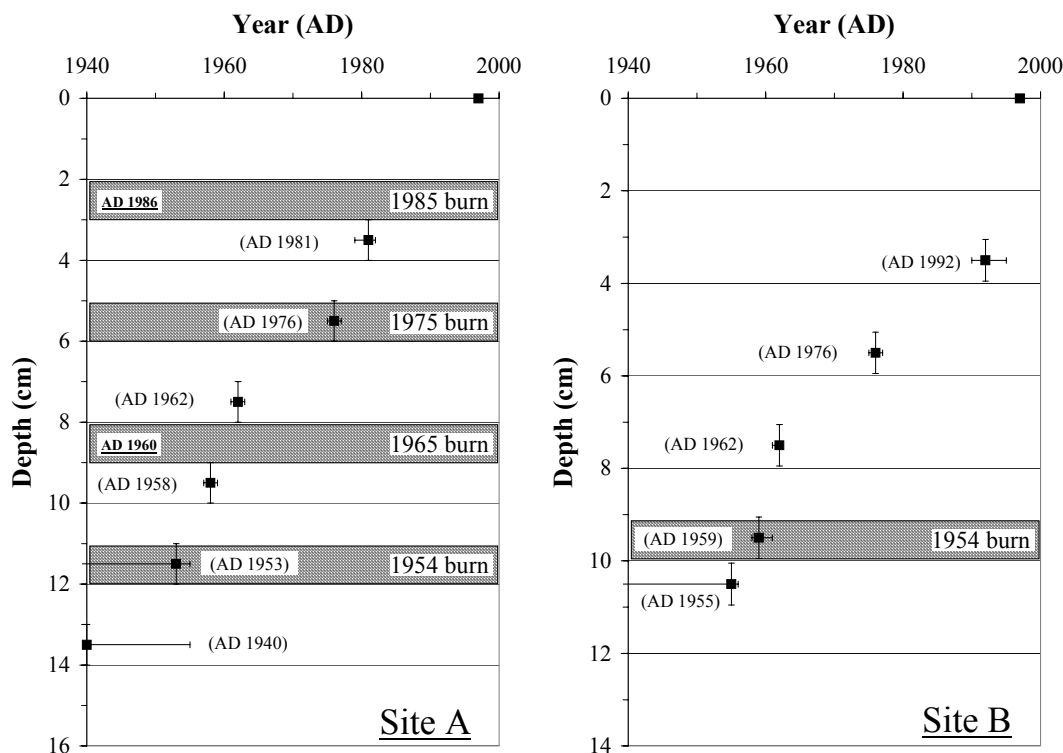 Year (AD)
1940 1960 1980 2000
0
2
4
6
8
10
12
14
16
Depth (cm)
AD 1986 1985 burn
(AD 1981)
(AD 1976) 1975 burn
(AD 1962)
AD 1960 1965 burn
(AD 1958)
(AD 1953) 1954 burn
(AD 1940)
Site A
Year (AD)
1940 1960 1980 2000
0
2
4
6
8
10
12
14
Depth (cm)
(AD 1992)
(AD 1976)
(AD 1962)
(AD 1959) 1954 burn
(AD 1955)
Site B